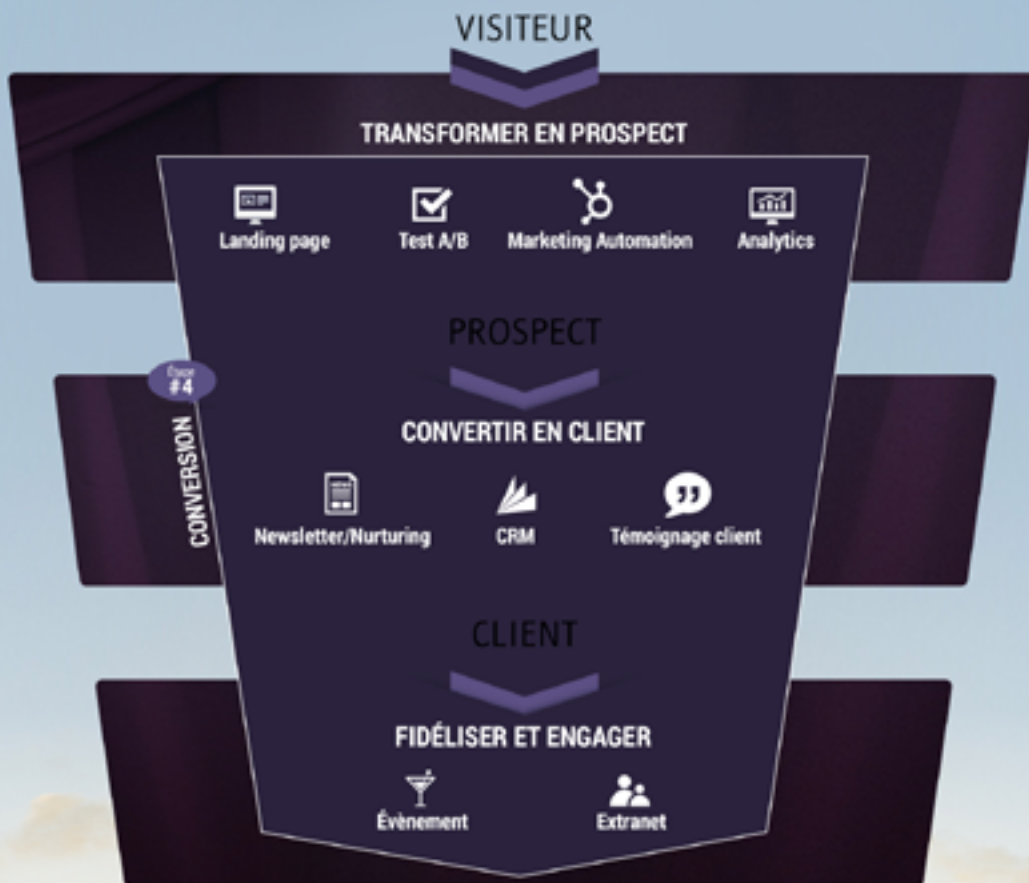 VISITEUR
TRANSFORMER EN PROSPECT
Landing page
Test A/B
Marketing Automation
Analytics
PROSPECT
Étape
#4
CONVERSION
CONVERTIR EN CLIENT
Newsletter/Nurturing
CRM
Témoignage client
CLIENT
FIDÉLISER ET ENGAGER
Évènement
Extranet